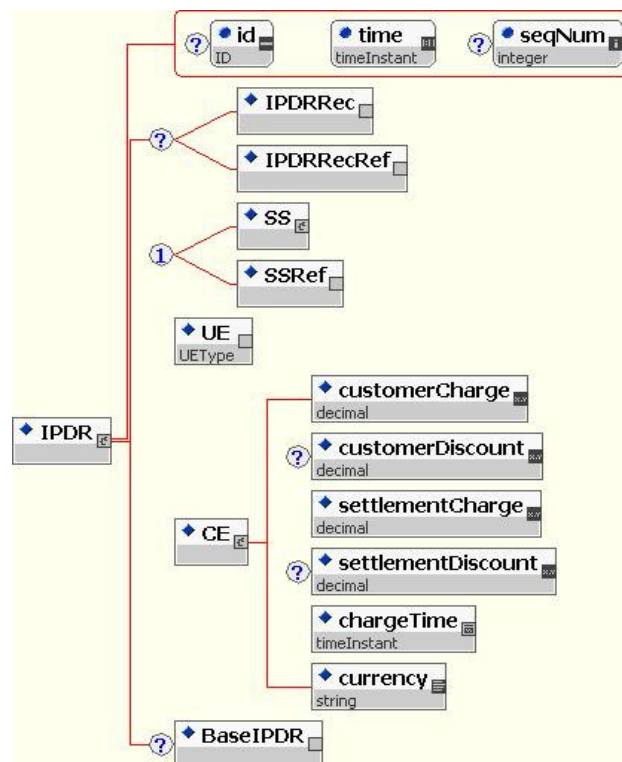 ? id time ? seqNum
ID timeInstant integer
IPDRRec
?
IPDRRecRef
SS
1
SSRef
UE
UEType
customerCharge
decimal
IPDR
? customerDiscount
decimal
settlementCharge
decimal
CE
? settlementDiscount
decimal
chargeTime
timeInstant
currency
string
? BaseIPDR